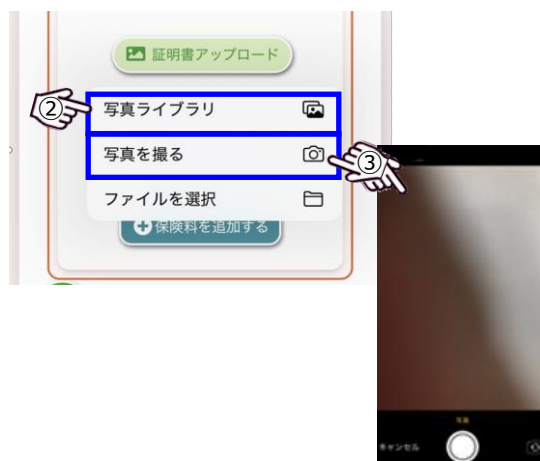 証明書アップロード
②
写真ライブラリ
写真を撮る
③
ファイルを選択
保険料を追加する
写真
キャンセル